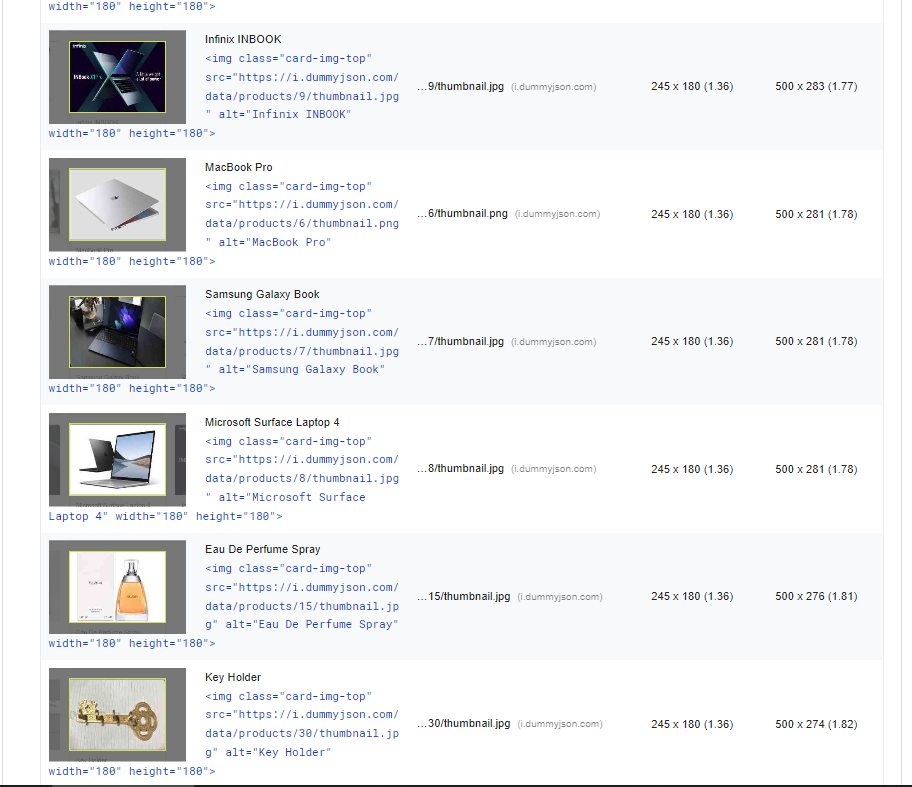 width="180" height="180">
Infinix INBOOK
<img class="card-img-top"
src="https://i.dummyjson.com/
data/products/9/thumbnail.jpg
" alt="Infinix INBOOK"
width="180" height="180">
...9/thumbnail.jpg (i.dummyjson.com)
245 x 180 (1.36)
500 x 283 (1.77)
Infinix
INBook X1 Pro
MacBook Pro
<img class="card-img-top"
src="https://i.dummyjson.com/
data/products/6/thumbnail.png
" alt="MacBook Pro"
width="180" height="180">
...6/thumbnail.png (i.dummyjson.com)
245 x 180 (1.36)
500 x 281 (1.78)
Samsung Galaxy Book
<img class="card-img-top"
src="https://i.dummyjson.com/
data/products/7/thumbnail.jpg
" alt="Samsung Galaxy Book"
width="180" height="180">
...7/thumbnail.jpg (i.dummyjson.com)
245 x 180 (1.36)
500 x 281 (1.78)
Microsoft Surface Laptop 4
<img class="card-img-top"
src="https://i.dummyjson.com/
data/products/8/thumbnail.jpg
" alt="Microsoft Surface
Laptop 4" width="180" height="180">
...8/thumbnail.jpg (i.dummyjson.com)
245 x 180 (1.36)
500 x 281 (1.78)
Eau De Perfume Spray
<img class="card-img-top"
src="https://i.dummyjson.com/
data/products/15/thumbnail.jp
g" alt="Eau De Perfume Spray"
width="180" height="180">
...15/thumbnail.jpg (i.dummyjson.com)
245 x 180 (1.36)
500 x 276 (1.81)
Key Holder
<img class="card-img-top"
src="https://i.dummyjson.com/
data/products/30/thumbnail.jp
g" alt="Key Holder"
width="180" height="180">
...30/thumbnail.jpg (i.dummyjson.com)
245 x 180 (1.36)
500 x 274 (1.82)